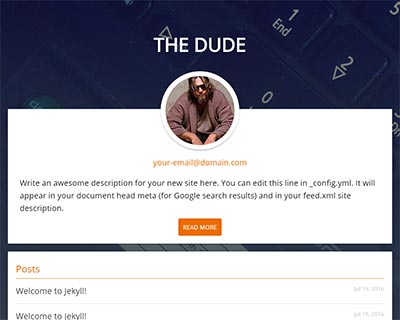 1
End
THE DUDE
0
your-email@domain.com
Write an awesome description for your new site here. You can edit this line in _config.yml. It will
appear in your document head meta (for Google search results) and in your feed.xml site
description.
READ MORE
Posts
Welcome to Jekyll!
Jul 19, 2016
Welcome to Jekyll!
Jul 19, 2016